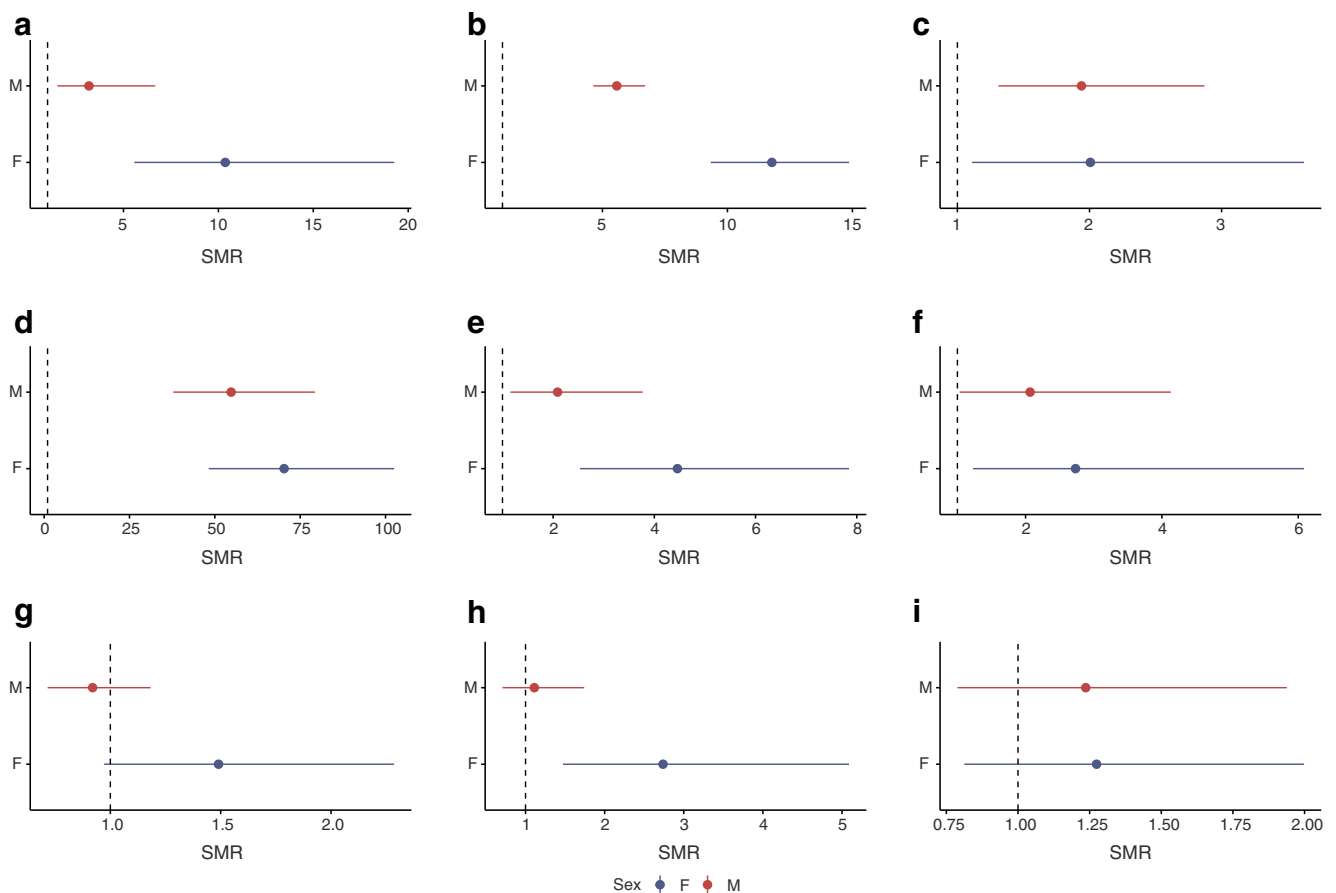 a b c
M M M
F F F
5 10 15 20 5 10 15 1 2 3
SMR SMR SMR
d e f
M M M
F F F
0 25 50 75 100 2 4 6 8 2 4 6
SMR SMR SMR
g h i
M M M
F F F
1.0 1.5 2.0 1 2 3 4 5 0.75 1.00 1.25 1.50 1.75 2.00
SMR SMR SMR
Sex F M